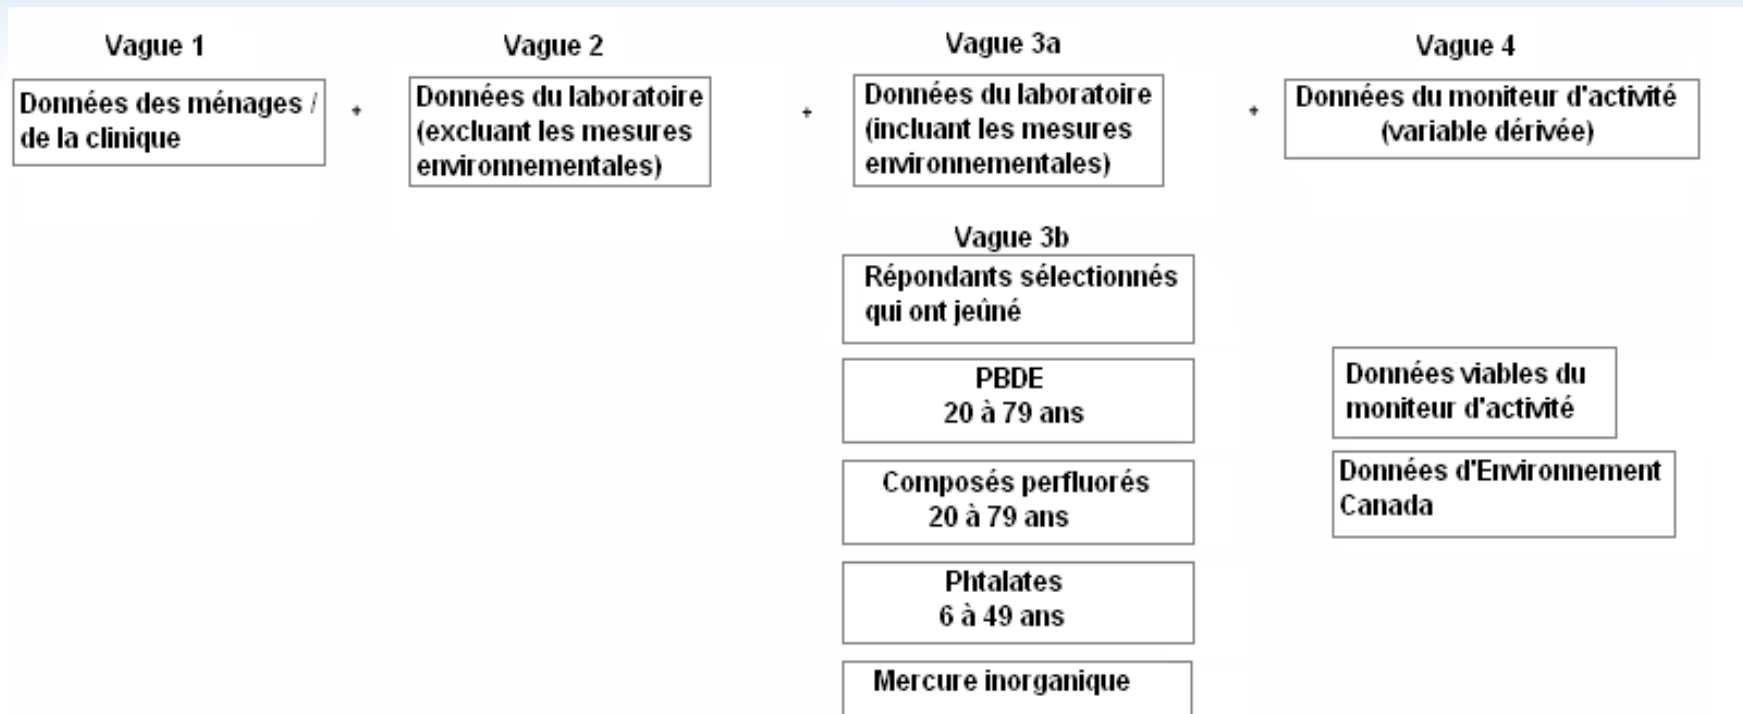 Vague 1
Données des ménages /
de la clinique
+
Vague 2
Données du laboratoire
(excluant les mesures
environnementales)
+
Vague 3a
Données du laboratoire
(incluant les mesures
environnementales)
+
Vague 4
Données du moniteur d'activité
(variable dérivée)
Vague 3b
Répondants sélectionnés
qui ont jeûné
PBDE
20 à 79 ans
Composés perfluorés
20 à 79 ans
Phtalates
6 à 49 ans
Mercure inorganique
Données viables du
moniteur d'activité
Données d'Environnement
Canada